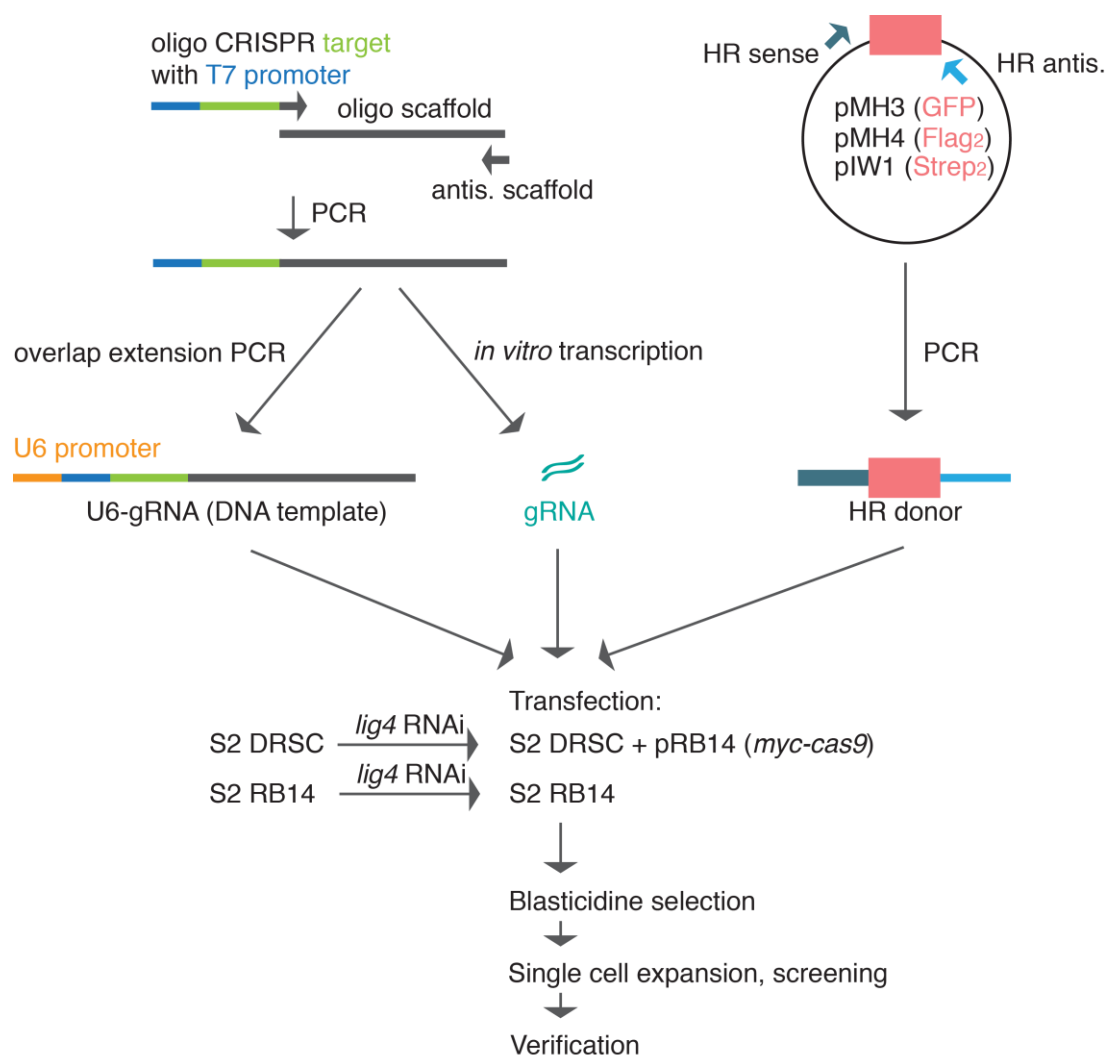 oligo CRISPR target
with T7 promoter
oligo scaffold
antis. scaffold
PCR
HR sense
HR antis.
pMH3 (GFP)
pMH4 (Flag2)
pIW1 (Strep2)
overlap extension PCR
in vitro transcription
PCR
U6 promoter
U6-gRNA (DNA template)
gRNA
HR donor
Transfection:
S2 DRSC
lig4 RNAi
S2 DRSC + pRB14 (myc-cas9)
S2 RB14
lig4 RNAi
S2 RB14
Blasticidine selection
Single cell expansion, screening
Verification